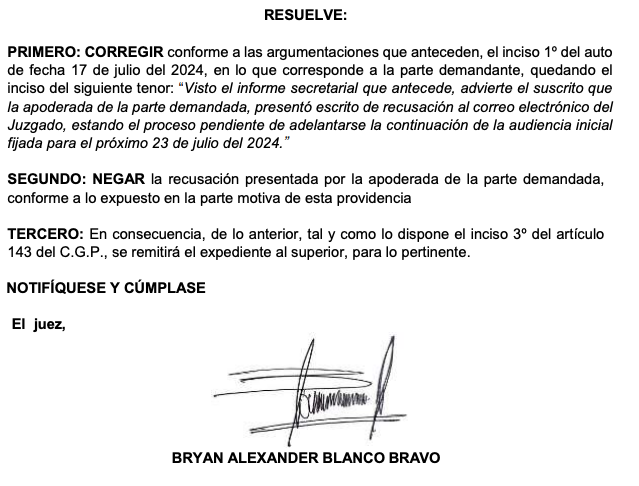 RESUELVE:
PRIMERO: CORREGIR conforme a las argumentaciones que anteceden, el inciso 1º del auto
de fecha 17 de julio del 2024, en lo que corresponde a la parte demandante, quedando el
inciso del siguiente tenor: “Visto el informe secretarial que antecede, advierte el suscrito que
la apoderada de la parte demandada, presentó escrito de recusación al correo electrónico del
Juzgado, estando el proceso pendiente de adelantarse la continuación de la audiencia inicial
fijada para el próximo 23 de julio del 2024.”
SEGUNDO: NEGAR la recusación presentada por la apoderada de la parte demandada,
conforme a lo expuesto en la parte motiva de esta providencia
TERCERO: En consecuencia, de lo anterior, tal y como lo dispone el inciso 3º del artículo
143 del C.G.P., se remitirá el expediente al superior, para lo pertinente.
NOTIFÍQUESE Y CÚMPLASE
El juez,
BRYAN ALEXANDER BLANCO BRAVO